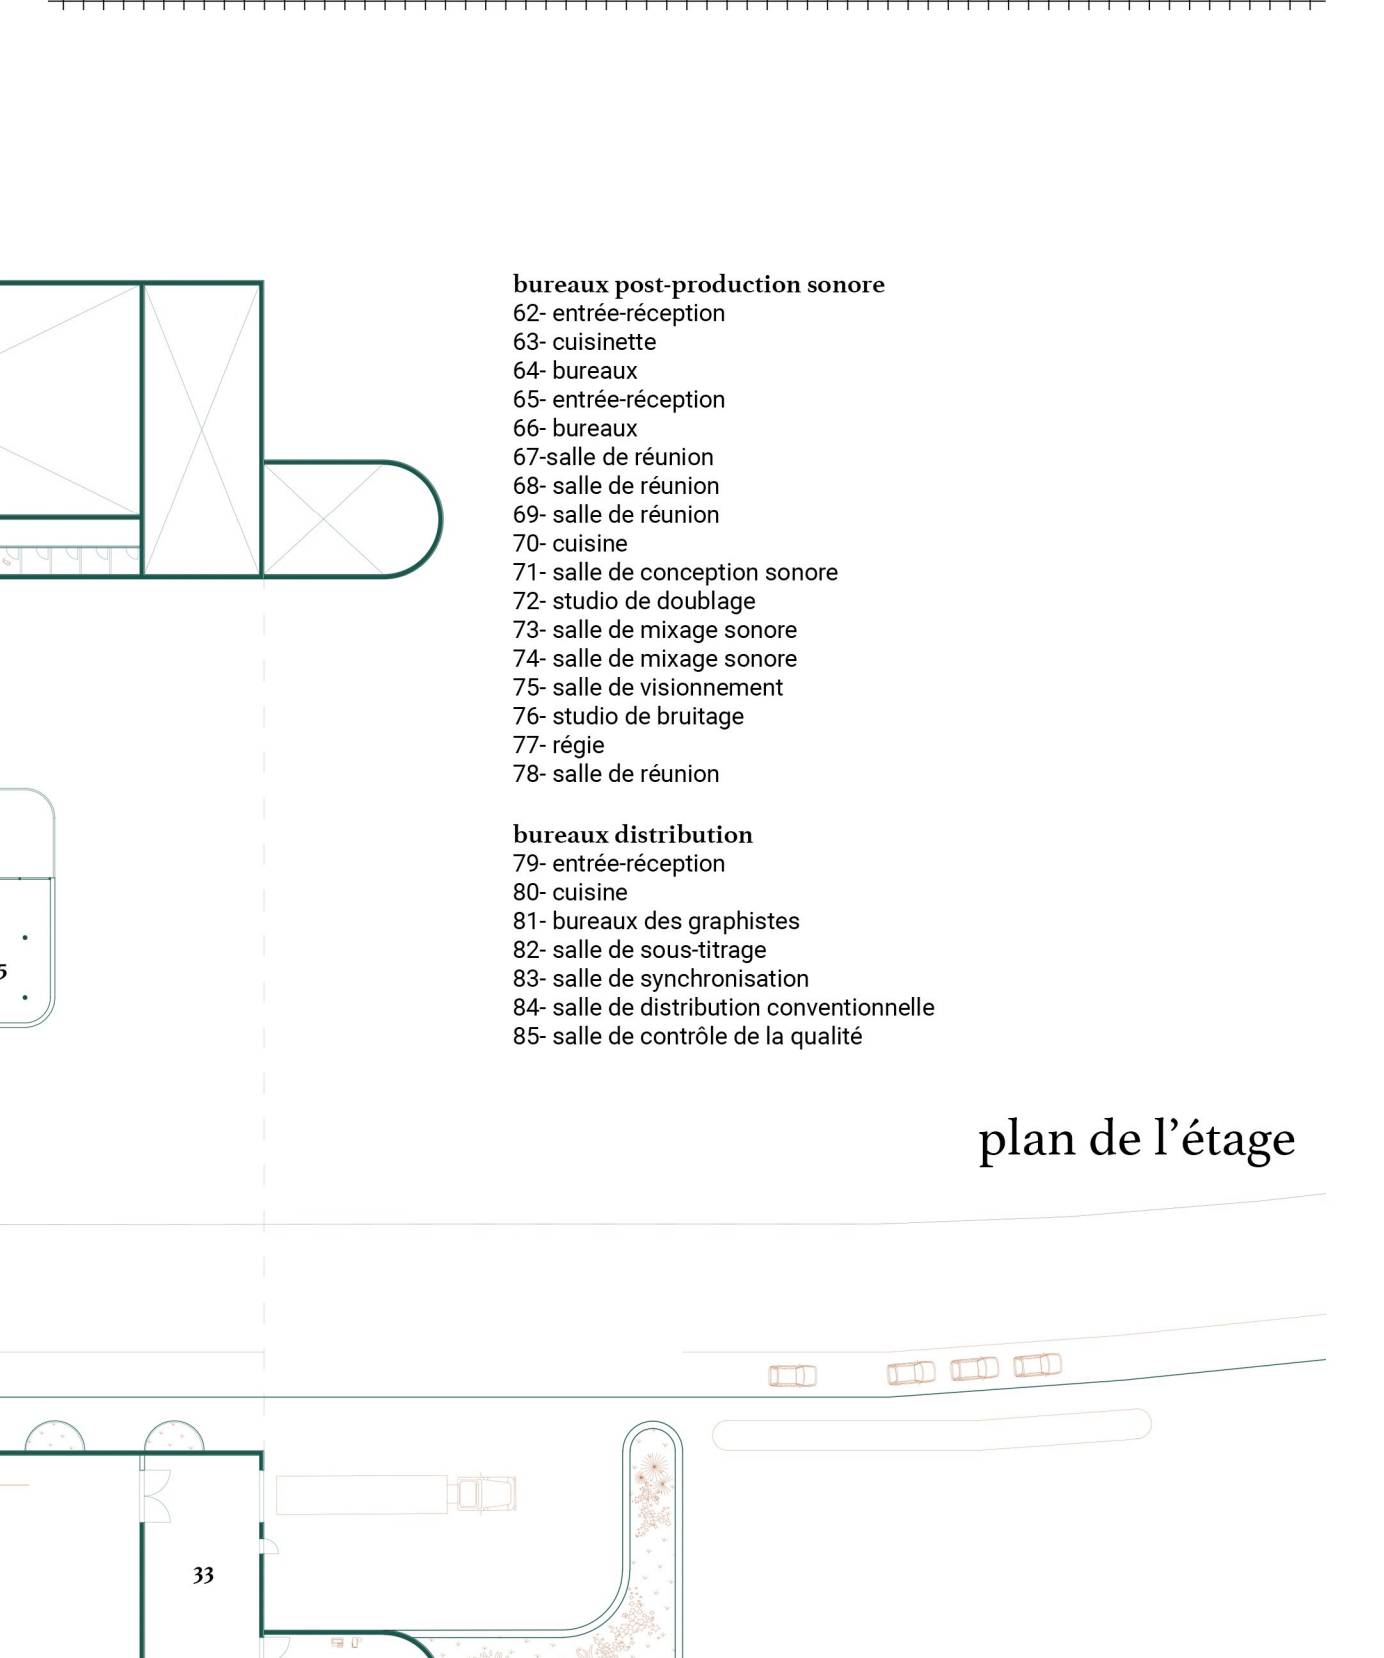 bureaux post-production sonore
62- entrée-réception
63- cuisinette
64- bureaux
65- entrée-réception
66- bureaux
67-salle de réunion
68- salle de réunion
69- salle de réunion
70- cuisine
71- salle de conception sonore
72- studio de doublage
73- salle de mixage sonore
74- salle de mixage sonore
75- salle de visionnement
76- studio de bruitage
77- régie
78- salle de réunion
bureaux distribution
79- entrée-réception
80- cuisine
81- bureaux des graphistes
82- salle de sous-titrage
83- salle de synchronisation
84- salle de distribution conventionnelle
85- salle de contrôle de la qualité
plan de l’étage
33